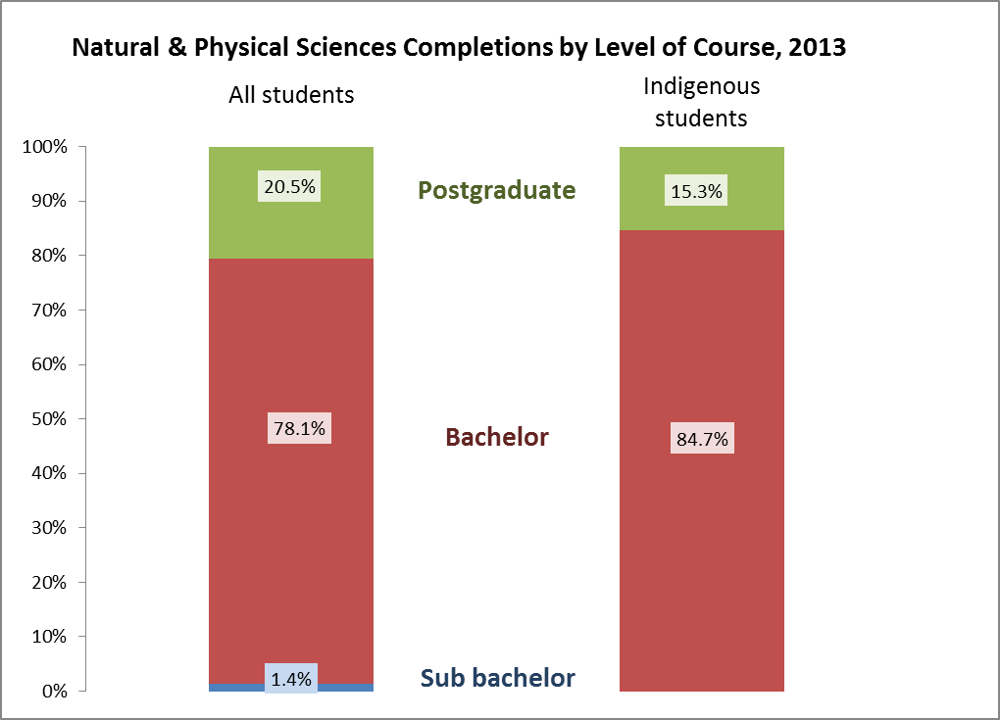 Natural & Physical Sciences Completions by Level of Course, 2013
All students
Indigenous
students
100%
90%
80%
70%
60%
50%
40%
30%
20%
10%
0%
20.5%
Postgraduate
15.3%
78.1%
Bachelor
84.7%
1.4%
Sub bachelor